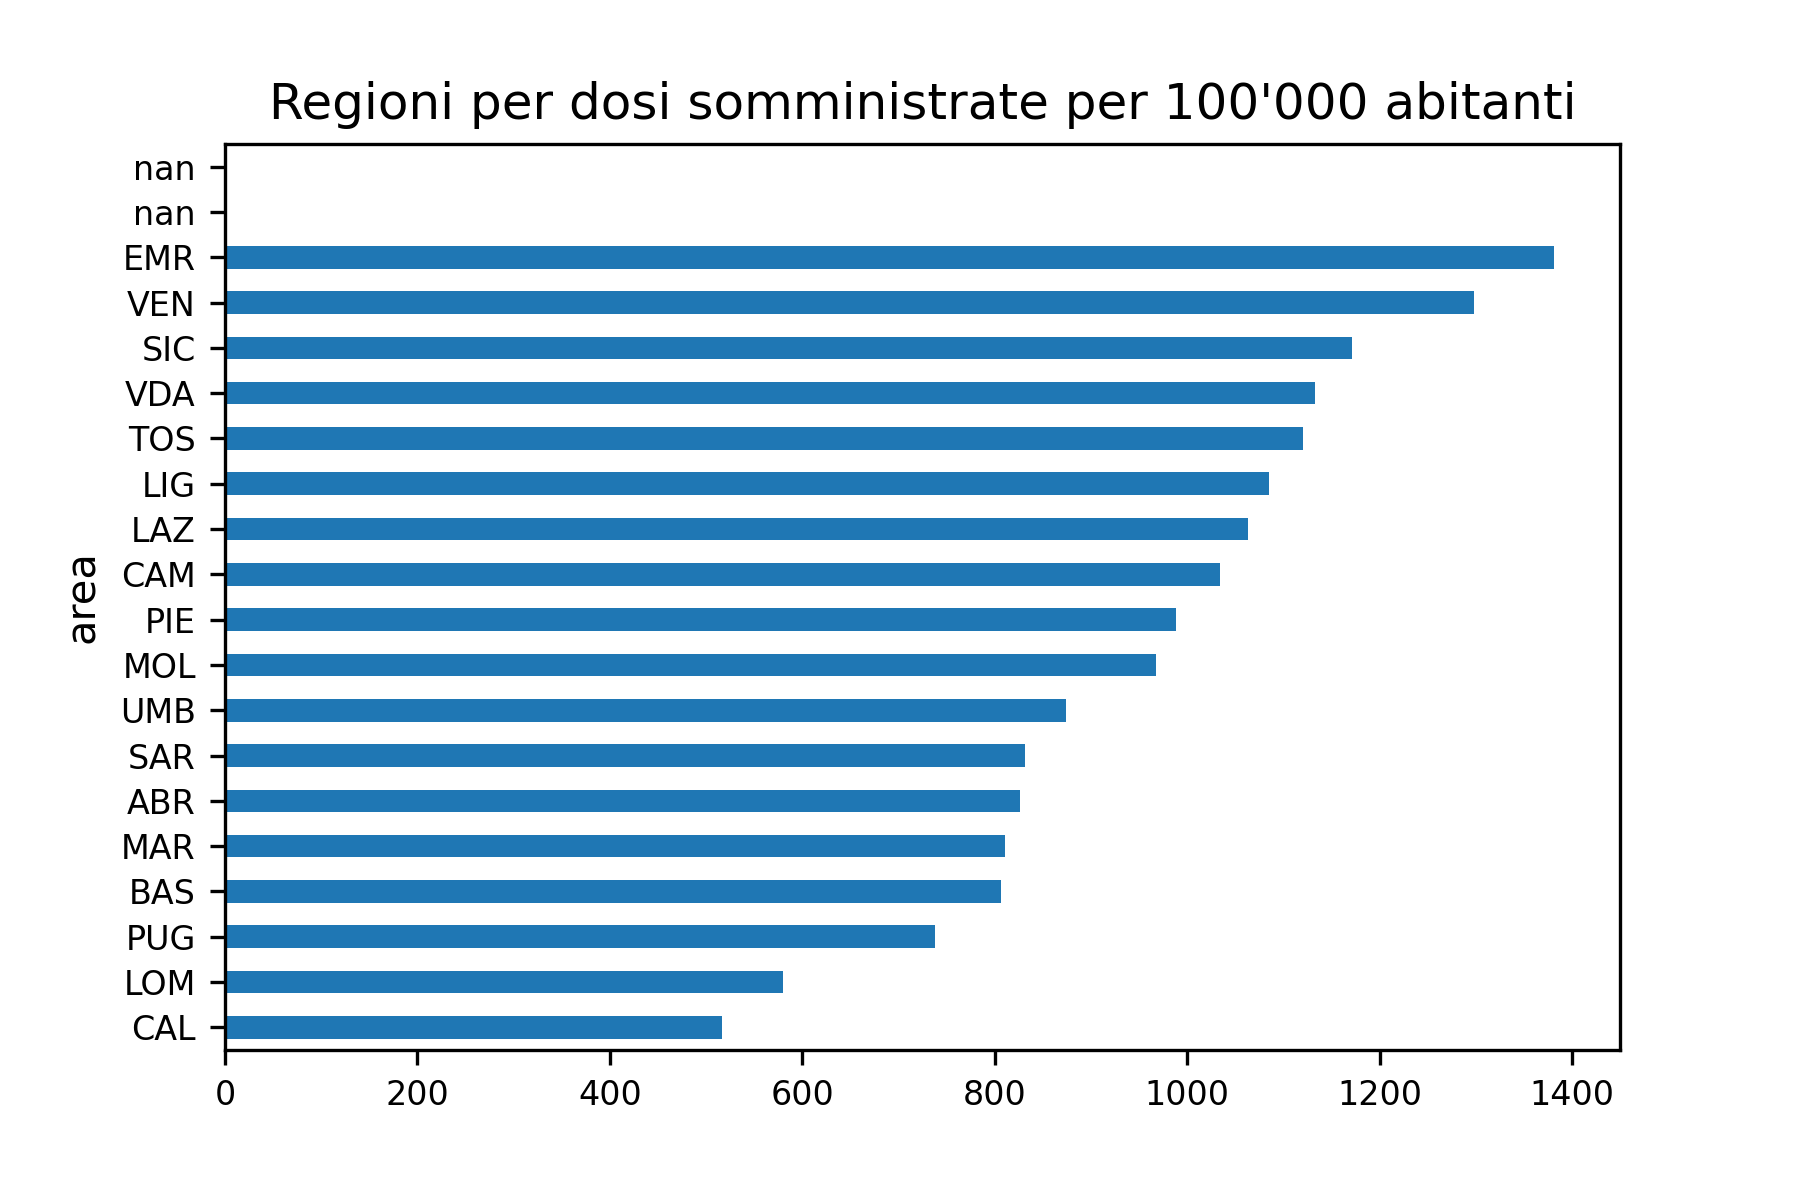 Regioni per dosi somministrate per 100'000 abitanti
nan
nan
EMR
VEN
SIC
VDA
TOS
LIG
LAZ
CAM
PIE
MOL
UMB
SAR
ABR
MAR
BAS
PUG
LOM
CAL
area
0 200 400 600 800 1000 1200 1400